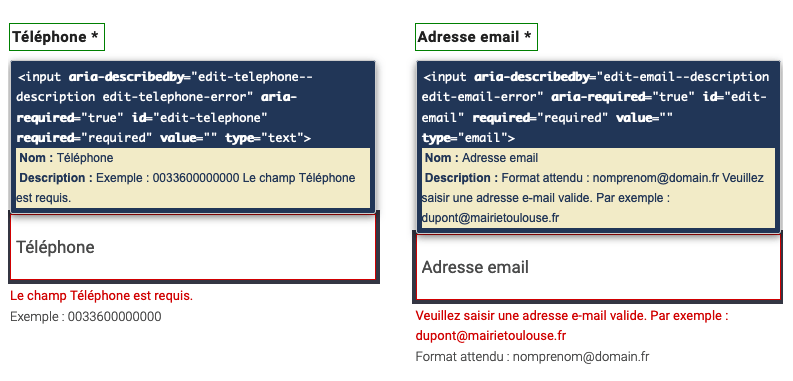 Téléphone *
<input aria-describedby="edit-telephone--
description edit-telephone-error" aria-
required="true" id="edit-telephone"
required="required" value="" type="text">
Nom : Téléphone
Description : Exemple : 0033600000000 Le champ Téléphone
est requis.
Téléphone
Le champ Téléphone est requis.
Exemple : 0033600000000
Adresse email *
<input aria-describedby="edit-email--description
edit-email-error" aria-required="true" id="edit-
email" required="required" value=""
type="email">
Nom : Adresse email
Description : Format attendu : nomprenom@domain.fr Veuillez
saisir une adresse e-mail valide. Par exemple :
dupont@mairietoulouse.fr
Adresse email
Veuillez saisir une adresse e-mail valide. Par exemple :
dupont@mairietoulouse.fr
Format attendu : nomprenom@domain.fr